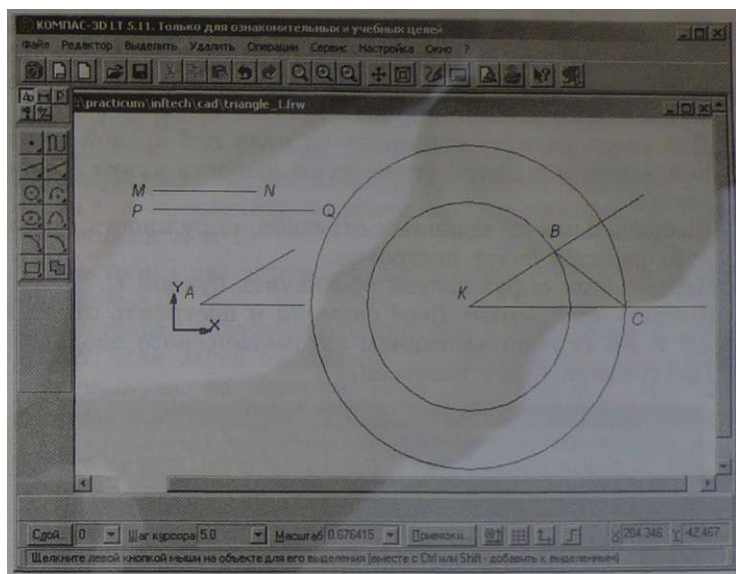 КОМПАС-3D LT 5.11. Только для ознакомительных и учебных целей
Файл Редактор Выделить Удалить Операции Сервис Настройка Окно ?
:\practicum\inftech\cad\triangle_t.frw
M N
P Q
B
A
Y
K
X
C
Слой... 0 Шаг курсора 5.0 Масштаб 0.676415 Привязки... X 204.346 Y -42.467
Щелкните левой кнопкой мыши на объекте для его выделения (вместе с Ctrl или Shift - добавить к выделенным)